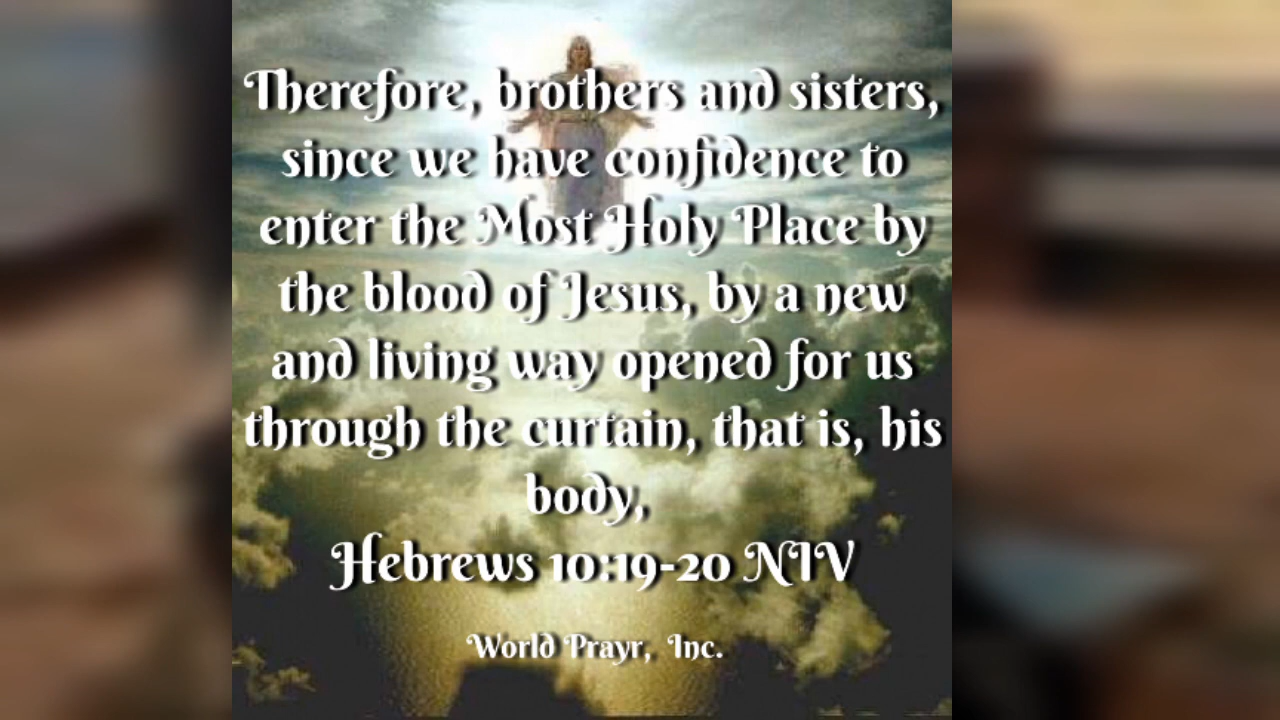 Therefore, brothers and sisters,
since we have confidence to
enter the Most Holy Place by
the blood of Jesus, by a new
and living way opened for us
through the curtain, that is, his
body,
Hebrews 10:19-20 NIV
World Prayr, Inc.